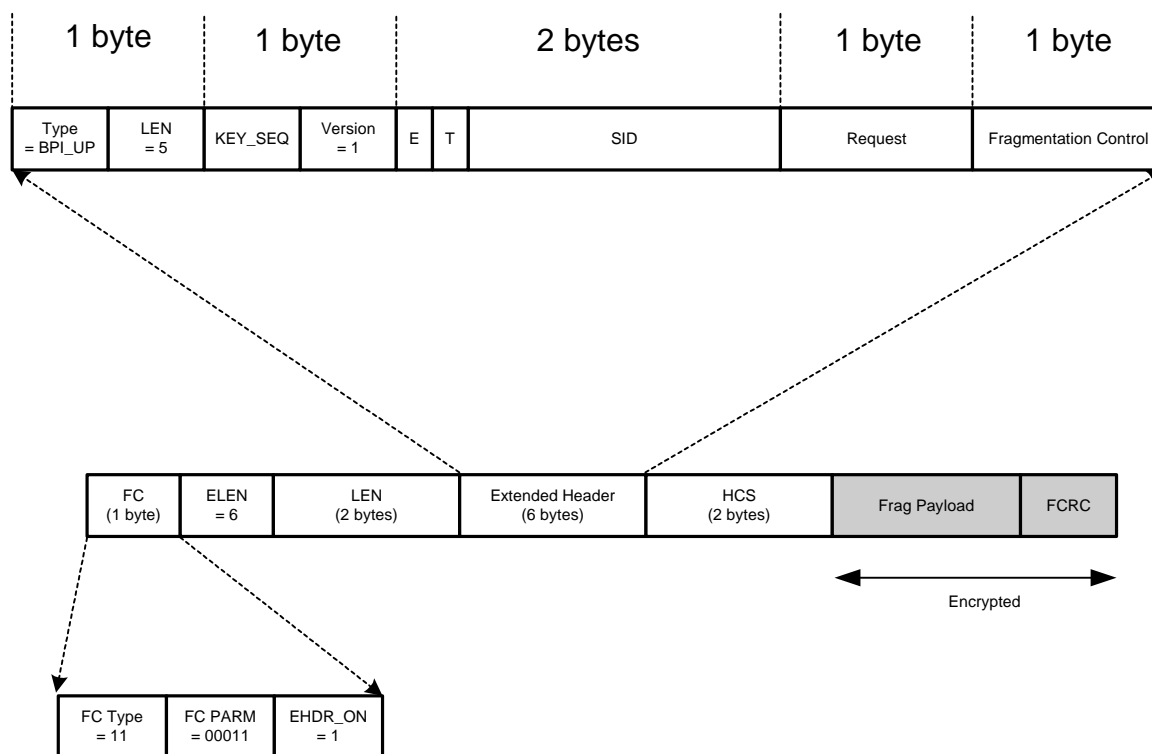 1 byte 1 byte 2 bytes 1 byte 1 byte
Type
= BPI_UP
LEN
= 5
KEY_SEQ
Version
= 1
E
T
SID
Request
Fragmentation Control
FC
(1 byte)
ELEN
= 6
LEN
(2 bytes)
Extended Header
(6 bytes)
HCS
(2 bytes)
Frag Payload
FCRC
Encrypted
FC Type
= 11
FC PARM
= 00011
EHDR_ON
= 1